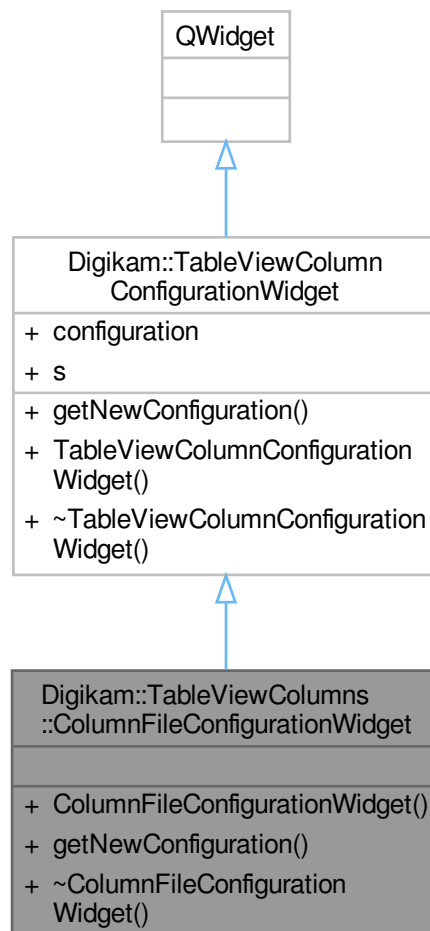 QWidget
Digikam::TableViewColumn
ConfigurationWidget
+ configuration
+ s
+ getNewConfiguration()
+ TableViewColumnConfiguration
Widget()
+ ~TableViewColumnConfiguration
Widget()
Digikam::TableViewColumns
::ColumnFileConfigurationWidget
+ ColumnFileConfigurationWidget()
+ getNewConfiguration()
+ ~ColumnFileConfiguration
Widget()